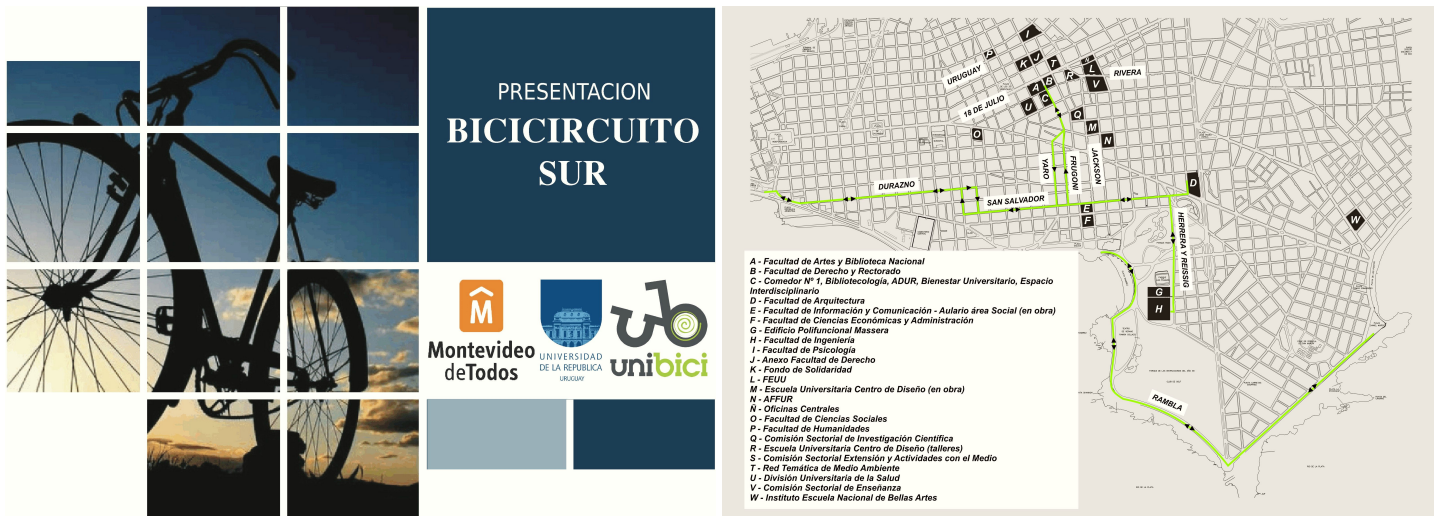 PRESENTACION
BICICIRCUITO
SUR
Montevideo
deTodos
UNIVERSIDAD
DE LA REPUBLICA
URUGUAY
unibici
I
P
URUGUAY
K
J
T
Ñ
L
RIVERA
R
V
A
B
18 DE JULIO
U
C
Q
M
O
N
YARO
FRUGONI
JACKSON
DURAZNO
D
SAN SALVADOR
E
F
W
HERRERA Y REISSIG
G
H
RAMBLA
A - Facultad de Artes y Biblioteca Nacional
B - Facultad de Derecho y Rectorado
C - Comedor Nº 1, Bibliotecología, ADUR, Bienestar Universitario, Espacio
Interdisciplinario
D - Facultad de Arquitectura
E - Facultad de Información y Comunicación - Aulario área Social (en obra)
F - Facultad de Ciencias Económicas y Administración
G - Edificio Polifuncional Massera
H - Facultad de Ingeniería
I - Facultad de Psicología
J - Anexo Facultad de Derecho
K - Fondo de Solidaridad
L - FEUU
M - Escuela Universitaria Centro de Diseño (en obra)
N - AFFUR
Ñ - Oficinas Centrales
O - Facultad de Ciencias Sociales
P - Facultad de Humanidades
Q - Comisión Sectorial de Investigación Científica
R - Escuela Universitaria Centro de Diseño (talleres)
S - Comisión Sectorial Extensión y Actividades con el Medio
T - Red Temática de Medio Ambiente
U - División Universitaria de la Salud
V - Comisión Sectorial de Enseñanza
W - Instituto Escuela Nacional de Bellas Artes